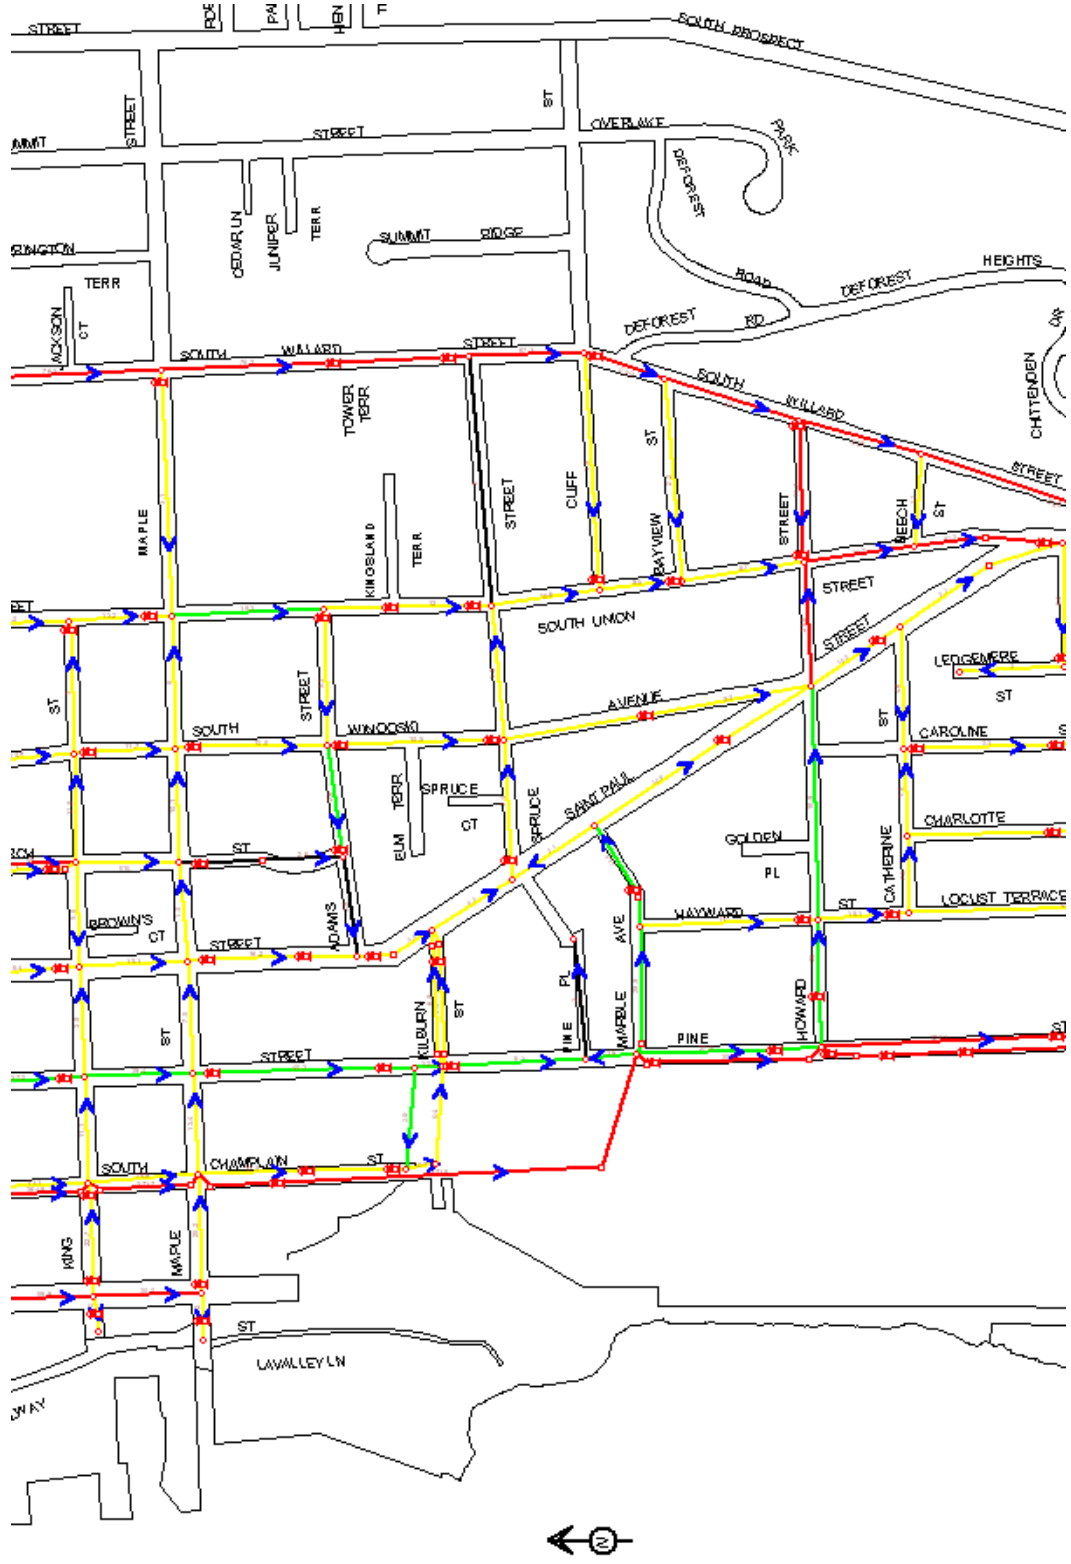 STREET
SOUTH PROSPECT
STREET
ST
STREET
OVERLAKE
PARK
DEFOREST
CEDAR LN
JUNIPER
TERR
SUMMIT RIDGE
TERR
ROAD
DEFOREST
HEIGHTS
CT
DEFOREST
RD
DR
SOUTH WILLARD STREET
SOUTH
WILLARD
STREET
CHITTENDEN
TOWER
TERR
MAPLE
KINGSLAND
TERR
STREET
CLIFF
BAYVIEW
ST
STREET
BEECH
ST
SOUTH UNION
STREET
STREET
LEDGEMERE
ST
ST
STREET
SOUTH
WINOOSKI
AVENUE
ST
CAROLINE
ELM
TERR
SPRUCE
CT
SPRUCE
SAINT PAUL
GOLDEN
PL
CATHERINE
CHARLOTTE
ST
BROWN'S
CT
STREET
ADAMS
HAYWARD
ST
LOCUST TERRACE
MARBLE
AVE
ST
STREET
KILBURN
ST
PINE
PL
PINE
HOWARD
ST
SOUTH
CHAMPLAIN
ST
KING
MAPLE
ST
LAVALLEY LN
WAY
N